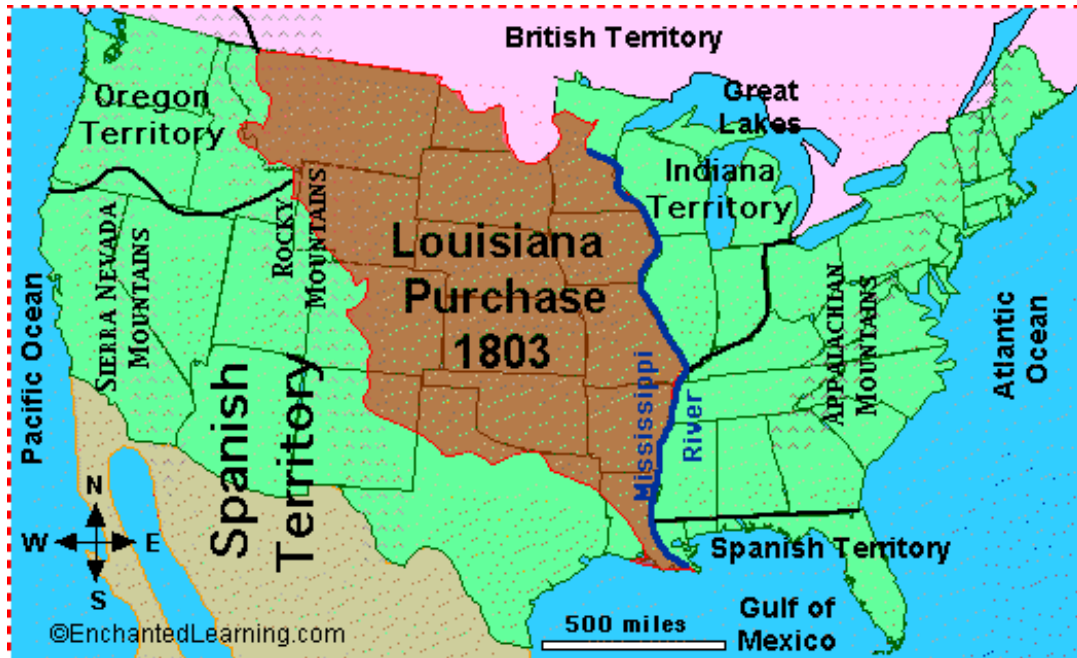 British Territory
Oregon
Territory
Great
Lakes
Indiana
Territory
ROCKY
MOUNTAINS
SIERRA NEVADA
MOUNTAINS
Louisiana
Purchase
1803
APPALACHIAN
MOUNTAINS
Pacific Ocean
Atlantic
Ocean
Spanish
Territory
Mississippi
River
N
W E
S
Spanish Territory
Gulf of
Mexico
500 miles
©EnchantedLearning.com